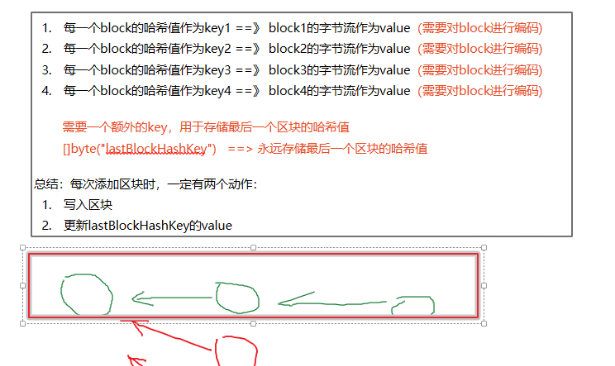 1. 每一个block的哈希值作为key1 ==》 block1的字节流作为value (需要对block进行编码)
2. 每一个block的哈希值作为key2 ==》 block2的字节流作为value (需要对block进行编码)
3. 每一个block的哈希值作为key3 ==》 block3的字节流作为value (需要对block进行编码)
4. 每一个block的哈希值作为key4 ==》 block4的字节流作为value (需要对block进行编码)
需要一个额外的key，用于存储最后一个区块的哈希值
[]byte("lastBlockHashKey") ==> 永远存储最后一个区块的哈希值
总结：每次添加区块时，一定有两个动作：
1. 写入区块
2. 更新lastBlockHashKey的value